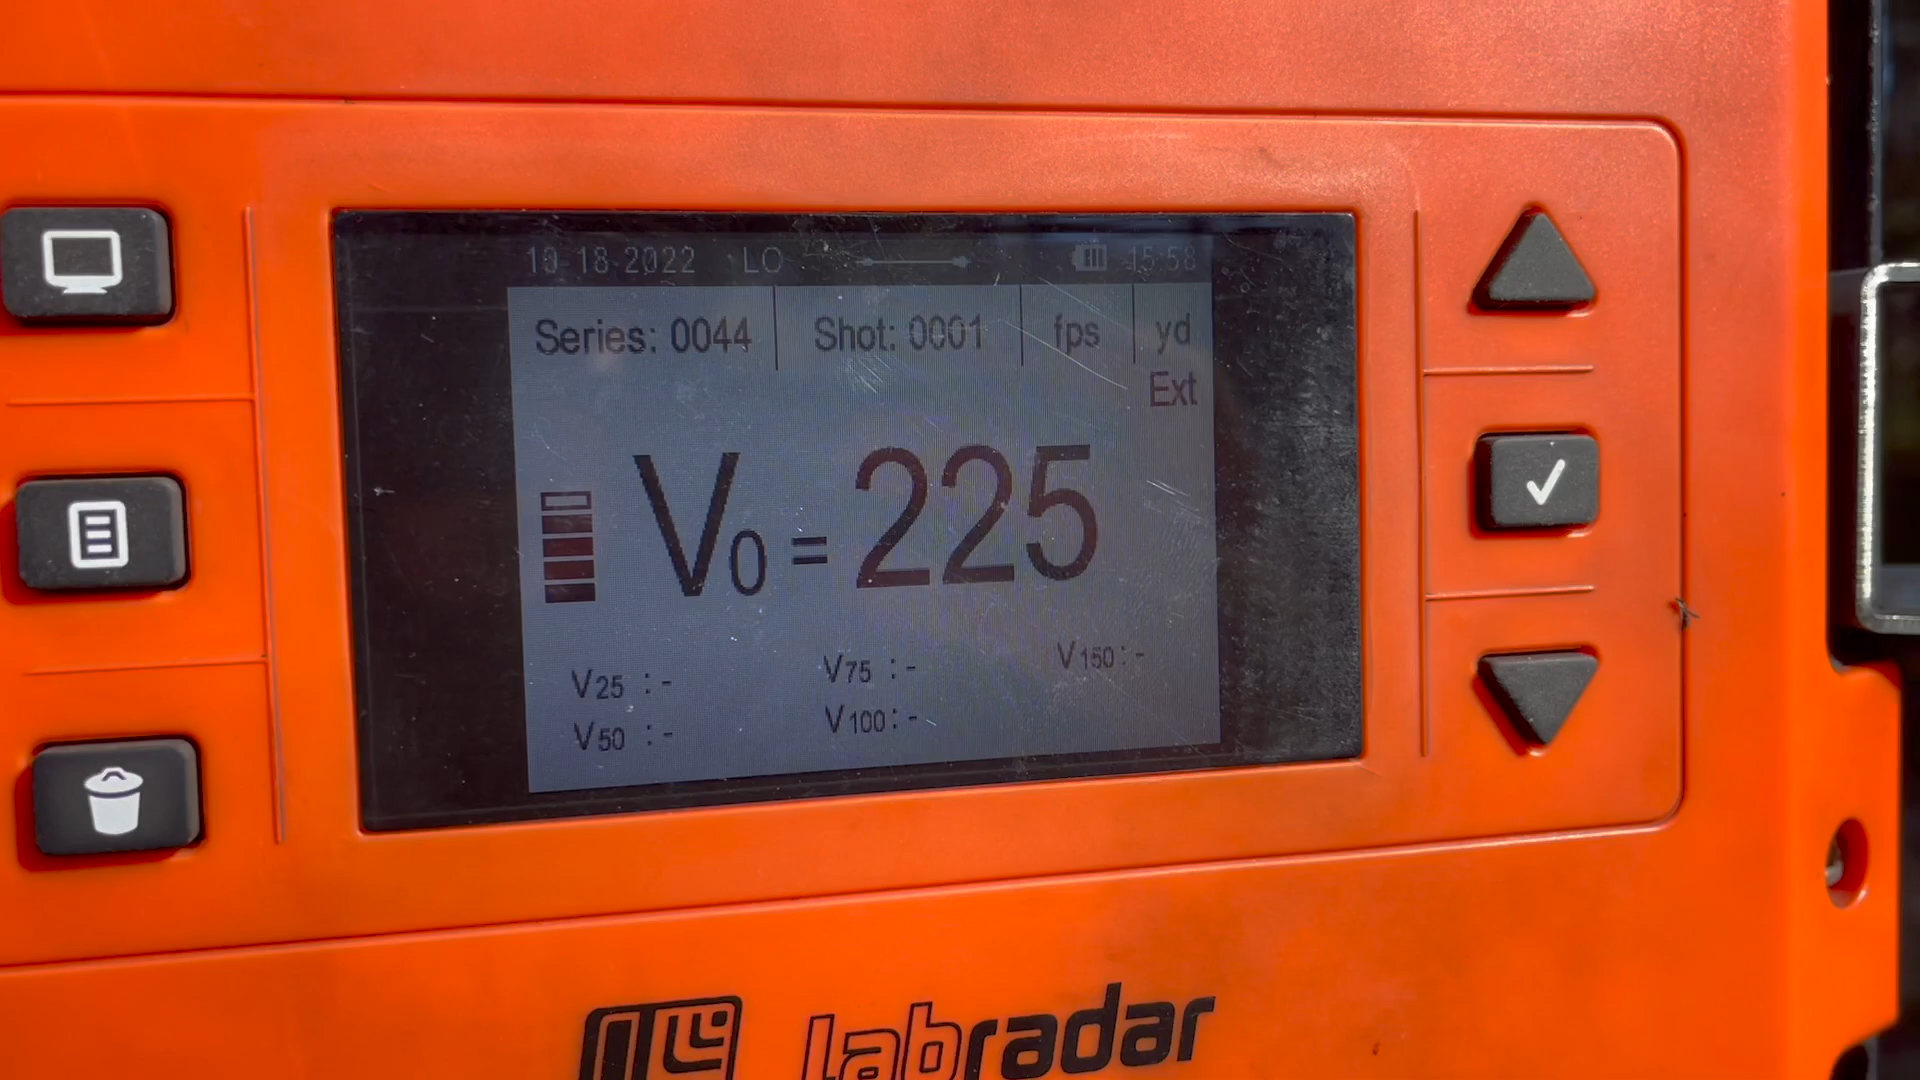 10-18-2022 LO 15:58
Series: 0044 Shot: 0001 fps yd
Ext
V0 = 225
V25 : - V75 : - V150 : -
V50 : - V100 : -
labradar